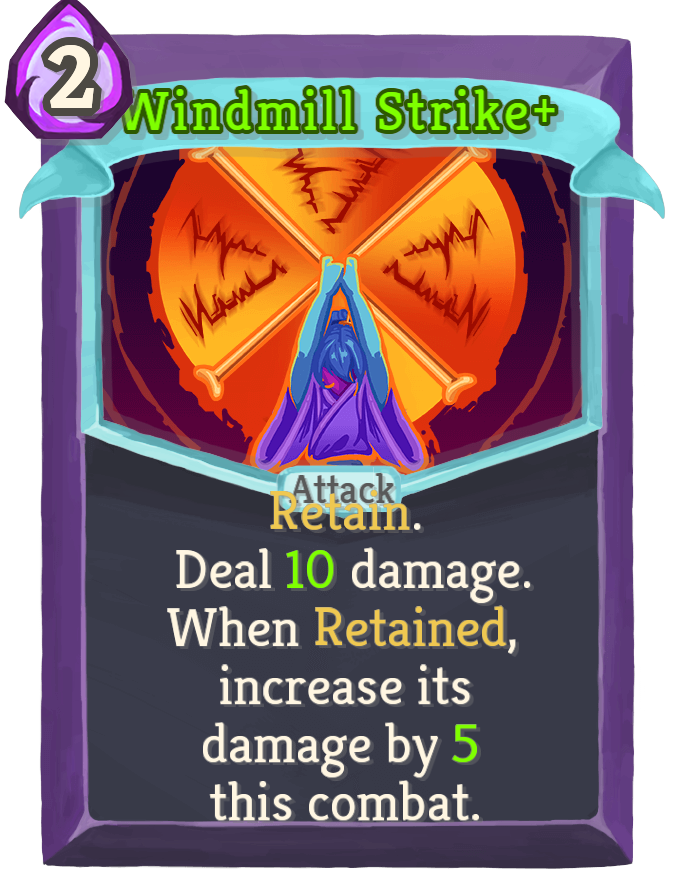 2
Windmill Strike+
Attack
Retain.
Deal 10 damage.
When Retained,
increase its
damage by 5
this combat.